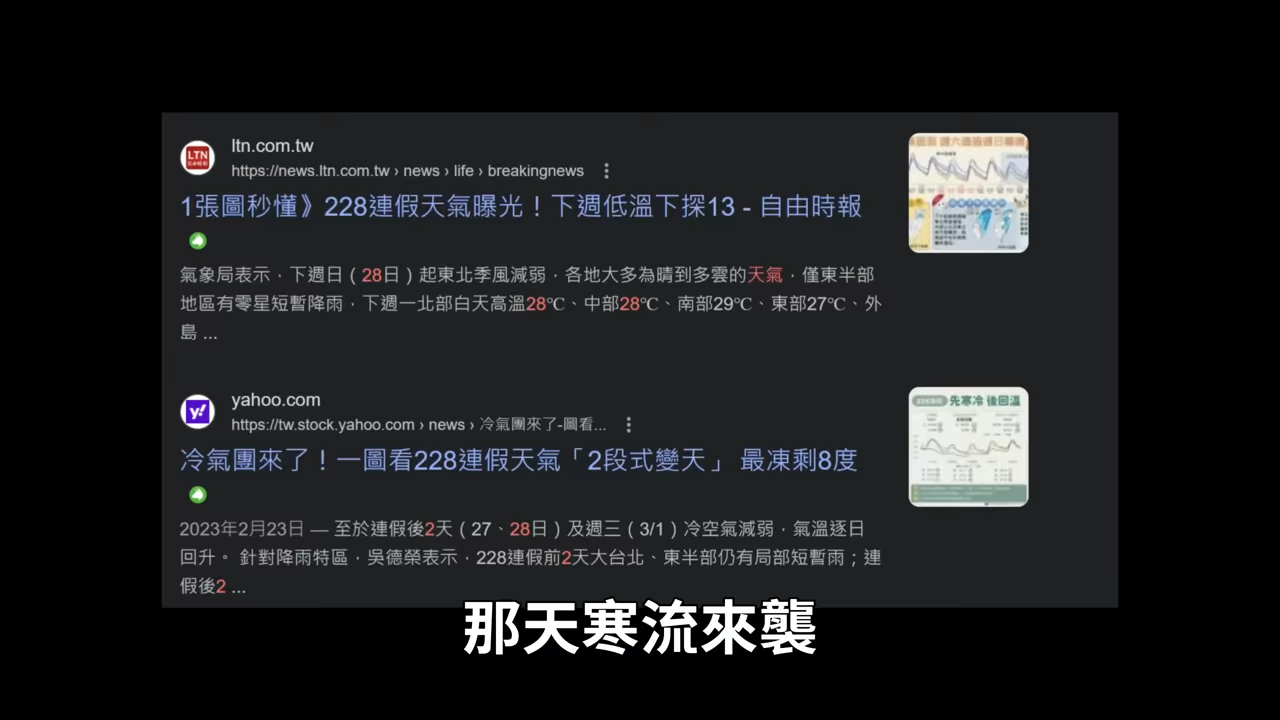 LTN
自由時報
ltn.com.tw
https://news.ltn.com.tw › news › life › breakingnews
1張圖秒懂》228連假天氣曝光！下週低溫下探13 - 自由時報
氣象局表示，下週日（28日）起東北季風減弱，各地大多為晴到多雲的天氣，僅東半部
地區有零星短暫降雨，下週一北部白天高溫28℃、中部28℃、南部29℃、東部27℃、外
島 ...
y!
yahoo.com
https://tw.stock.yahoo.com › news › 冷氣團來了-圖看...
冷氣團來了！一圖看228連假天氣「2段式變天」 最凍剩8度
先寒冷 後回溫
2023年2月23日 — 至於連假後2天（27、28日）及週三（3/1）冷空氣減弱，氣溫逐日
回升。 針對降雨特區，吳德榮表示，228連假前2天大台北、東半部仍有局部短暫雨；連
假後2 ...
那天寒流來襲